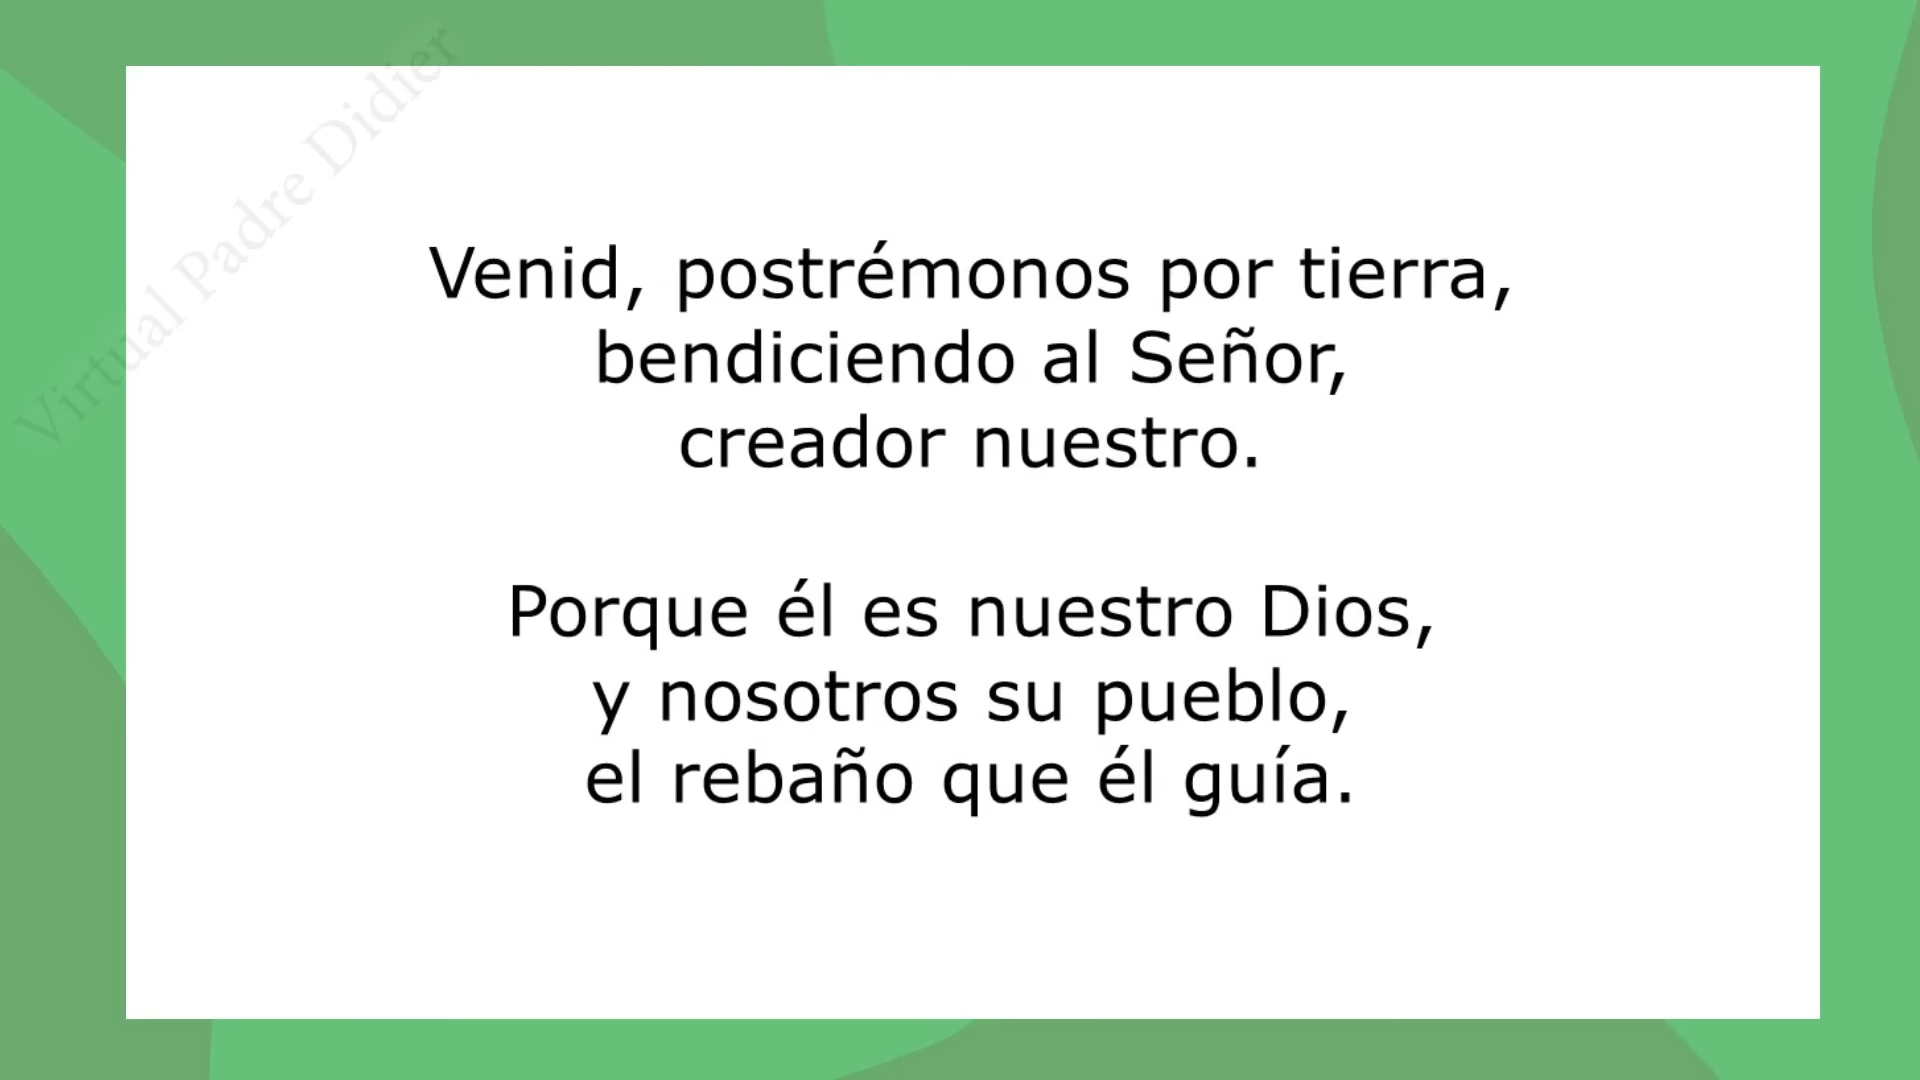 Virtual Padre Didier
Venid, postrémonos por tierra,
bendiciendo al Señor,
creador nuestro.
Porque él es nuestro Dios,
y nosotros su pueblo,
el rebaño que él guía.